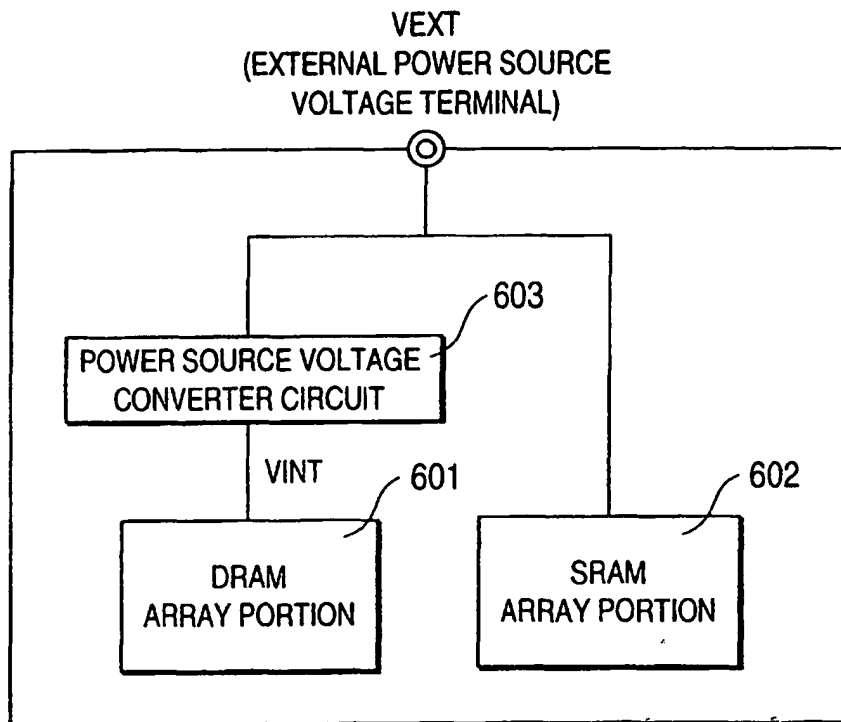 VEXT
(EXTERNAL POWER SOURCE
VOLTAGE TERMINAL)
603
POWER SOURCE VOLTAGE
CONVERTER CIRCUIT
VINT
601
602
DRAM
ARRAY PORTION
SRAM
ARRAY PORTION